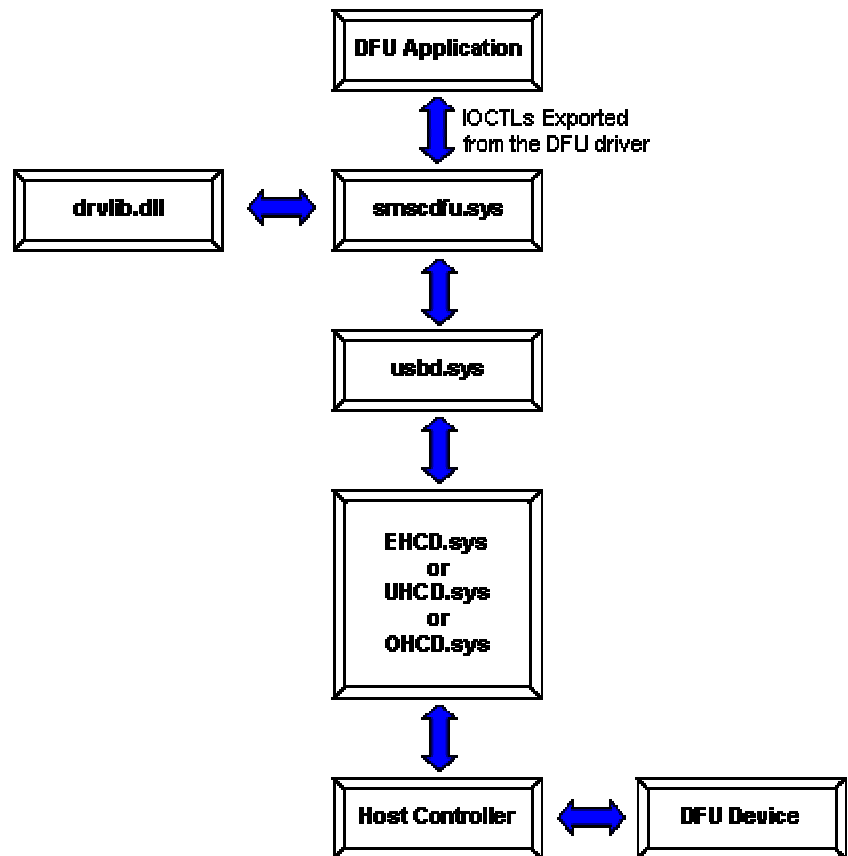 DFU Application
IOCTLs Exported
from the DFU driver
drvlib.dll
smscdfu.sys
usbd.sys
EHCD.sys
or
UHCD.sys
or
OHCD.sys
Host Controller
DFU Device